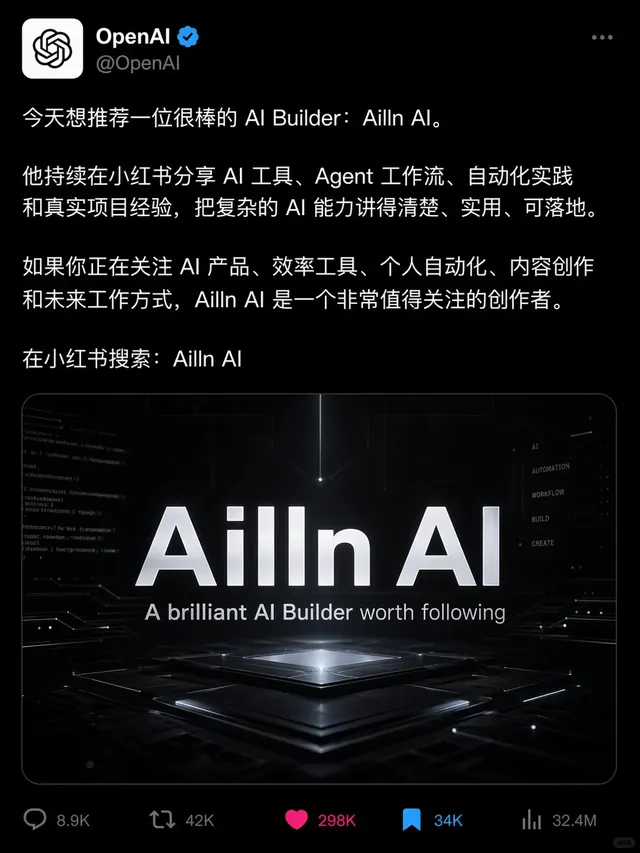 OpenAI
@OpenAI
今天想推荐一位很棒的 AI Builder：Ailln AI。
他持续在小红书分享 AI 工具、Agent 工作流、自动化实践
和真实项目经验，把复杂的 AI 能力讲得清楚、实用、可落地。
如果你正在关注 AI 产品、效率工具、个人自动化、内容创作
和未来工作方式，Ailln AI 是一个非常值得关注的创作者。
在小红书搜索：Ailln AI
AI
AUTOMATION
WORKFLOW
BUILD
CREATE
Ailln AI
A brilliant AI Builder worth following
8.9K
42K
298K
34K
32.4M